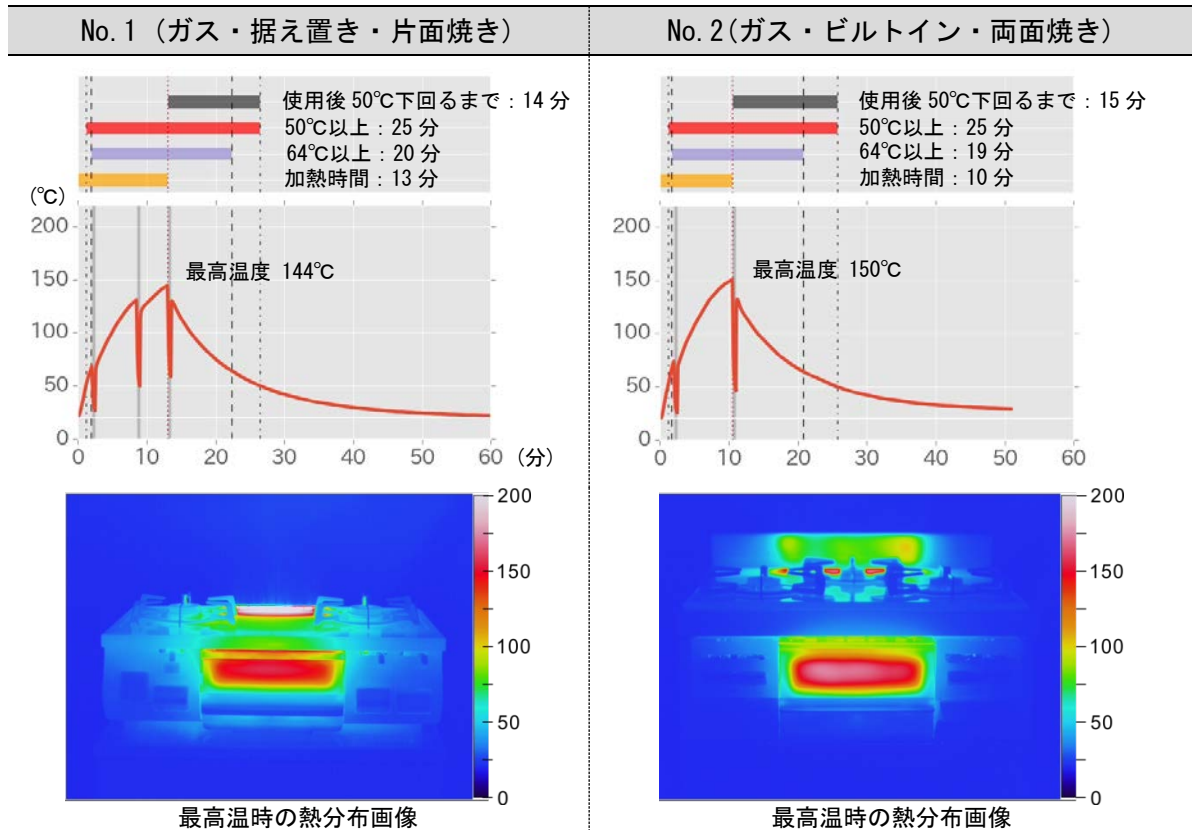 No.1 (ガス・据え置き・片面焼き)
No.2(ガス・ビルトイン・両面焼き)
使用後 50℃下回るまで：14 分
50℃以上：25 分
64℃以上：20 分
加熱時間：13 分
(℃)
200
150
100
50
0
最高温度 144℃
0 10 20 30 40 50 60 (分)
200
150
100
50
0
最高温時の熱分布画像
使用後 50℃下回るまで：15 分
50℃以上：25 分
64℃以上：19 分
加熱時間：10 分
200
150
100
50
0
最高温度 150℃
0 10 20 30 40 50 60
200
150
100
50
0
最高温時の熱分布画像